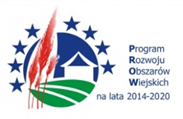 Program
Rozwoju
Obszarów
Wiejskich
na lata 2014-2020